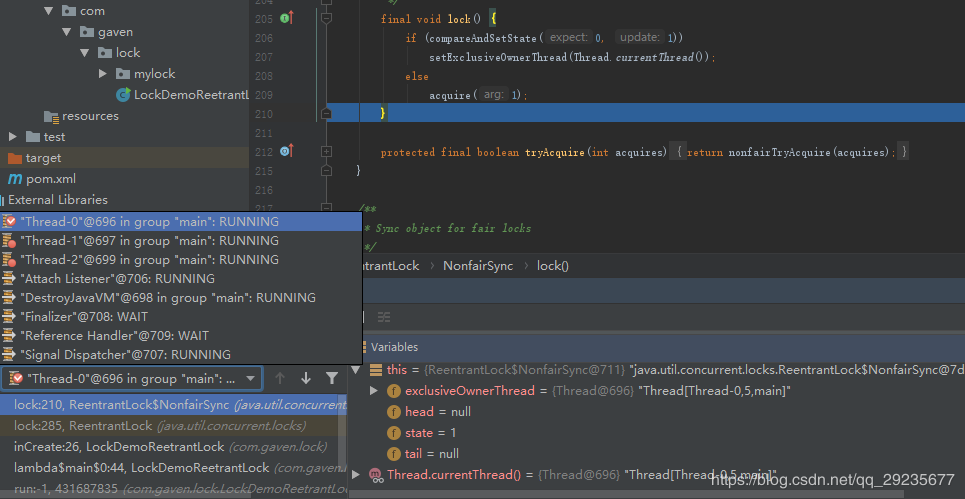 com
gaven
lock
mylock
LockDemoReetrantL
resources
test
target
pom.xml
External Libraries
"Thread-0"@696 in group "main": RUNNING
"Thread-1"@697 in group "main": RUNNING
"Thread-2"@699 in group "main": RUNNING
"Attach Listener"@706: RUNNING
"DestroyJavaVM"@698 in group "main": RUNNING
"Finalizer"@708: WAIT
"Reference Handler"@709: WAIT
"Signal Dispatcher"@707: RUNNING
"Thread-0"@696 in group "main": ...
lock:210, ReentrantLock$NonfairSync (java.util.concurrent
lock:285, ReentrantLock (java.util.concurrent.locks)
inCreate:26, LockDemoReetrantLock (com.gaven.lock)
lambda$main$0:44, LockDemoReetrantLock (com.gaven.l
run:-1, 431687835 (com.gaven.lock.LockDemoReetrantL
*/
205 final void lock() {
206 if (compareAndSetState( expect: 0, update: 1))
207 setExclusiveOwnerThread(Thread.currentThread());
208 else
209 acquire( arg: 1);
210 }
211
212 protected final boolean tryAcquire(int acquires) { return nonfairTryAcquire(acquires); }
215 }
216
/**
* Sync object for fair locks
*/
entrantLock › NonfairSync › lock()
Variables
this = {ReentrantLock$NonfairSync@711} "java.util.concurrent.locks.ReentrantLock$NonfairSync@7d
exclusiveOwnerThread = {Thread@696} "Thread[Thread-0,5,main]"
head = null
state = 1
tail = null
Thread.currentThread() = {Thread@696} "Thread[Thread-0,5,main]"
https://blog.csdn.net/qq_29235677